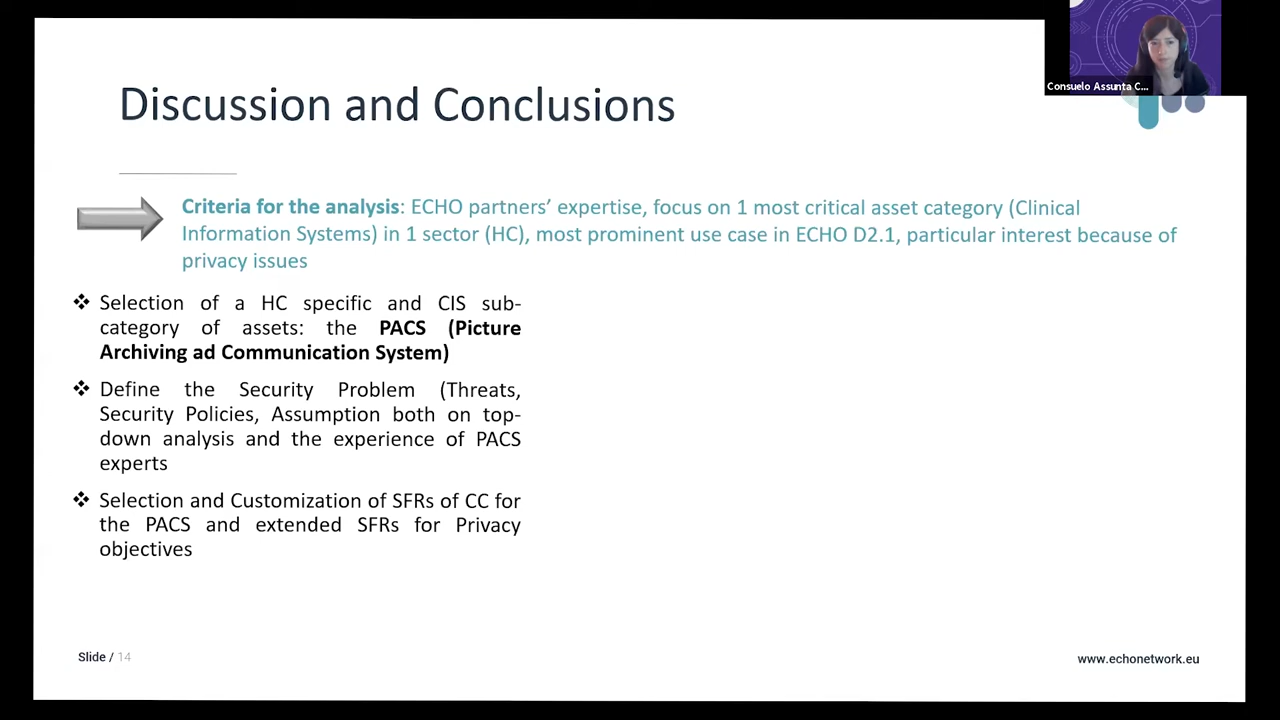 Consuelo Assunta C...
Discussion and Conclusions
Criteria for the analysis: ECHO partners’ expertise, focus on 1 most critical asset category (Clinical
Information Systems) in 1 sector (HC), most prominent use case in ECHO D2.1, particular interest because of
privacy issues
❖ Selection of a HC specific and CIS sub-
category of assets: the PACS (Picture
Archiving ad Communication System)
❖ Define the Security Problem (Threats,
Security Policies, Assumption both on top-
down analysis and the experience of PACS
experts
❖ Selection and Customization of SFRs of CC for
the PACS and extended SFRs for Privacy
objectives
Slide / 14
www.echonetwork.eu